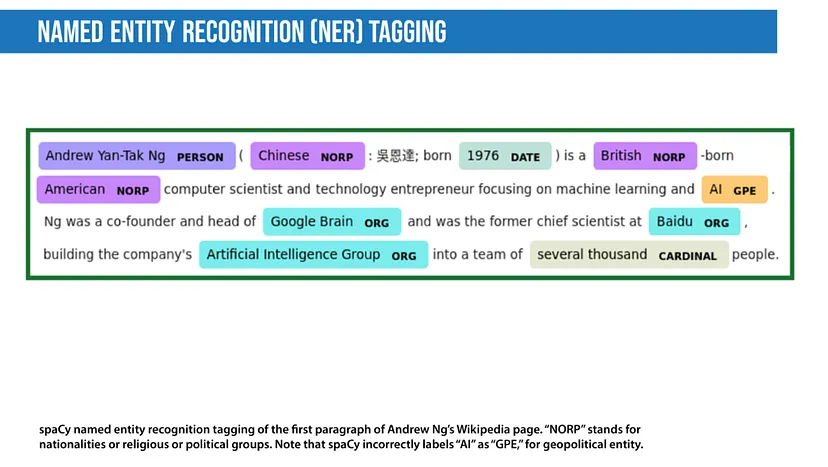 NAMED ENTITY RECOGNITION (NER) TAGGING
Andrew Yan-Tak Ng PERSON ( Chinese NORP : 吳恩達; born 1976 DATE ) is a British NORP -born
American NORP computer scientist and technology entrepreneur focusing on machine learning and AI GPE .
Ng was a co-founder and head of Google Brain ORG and was the former chief scientist at Baidu ORG ,
building the company's Artificial Intelligence Group ORG into a team of several thousand CARDINAL people.
spaCy named entity recognition tagging of the first paragraph of Andrew Ng's Wikipedia page. "NORP" stands for
nationalities or religious or political groups. Note that spaCy incorrectly labels "AI" as "GPE," for geopolitical entity.